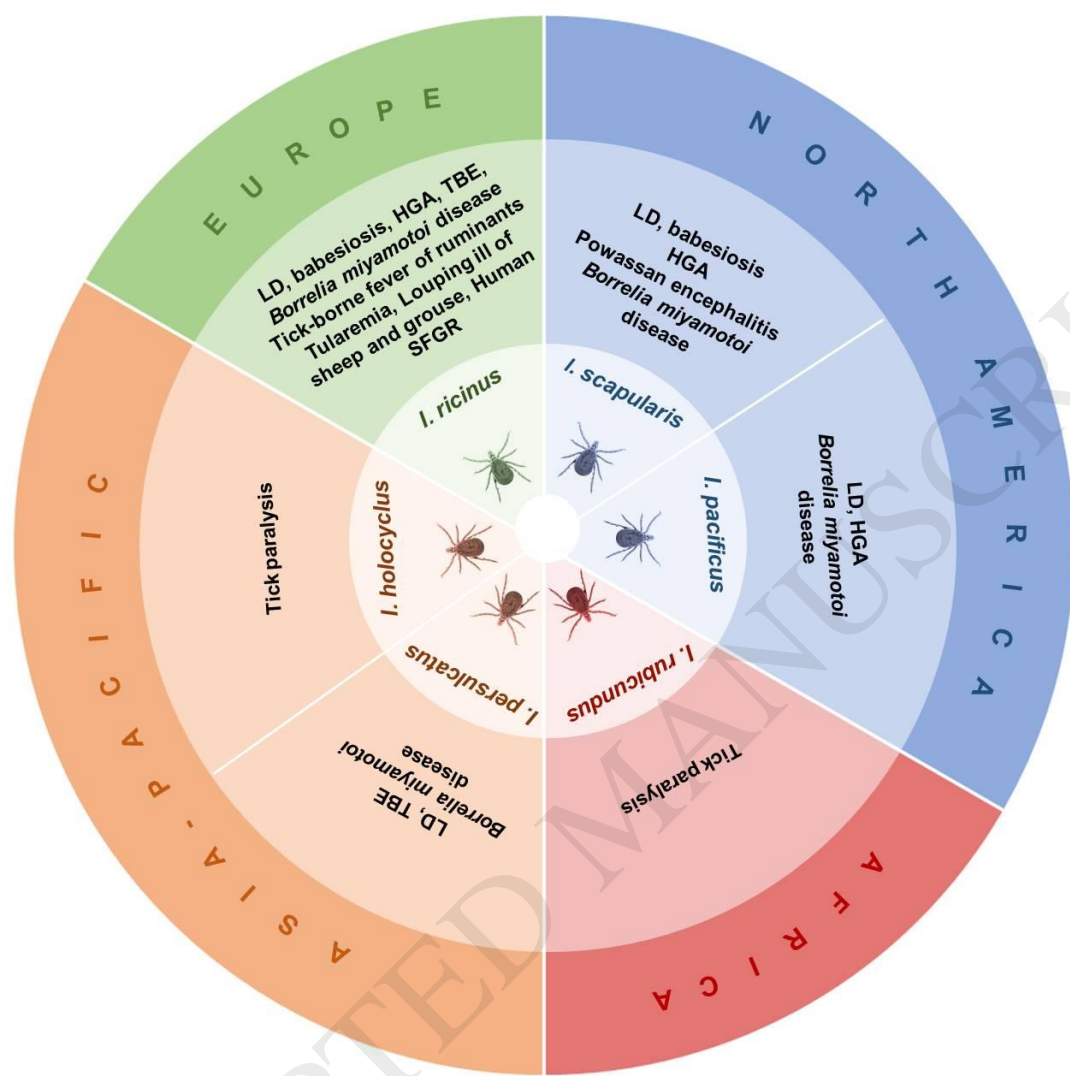 EUROPE
LD, babesiosis, HGA, TBE,
Borrelia miyamotoi disease
Tick-borne fever of ruminants
Tularemia, Louping ill of
sheep and grouse, Human
SFGR
I. ricinus
NORTH AMERICA
LD, babesiosis
HGA
Powassan encephalitis
Borrelia miyamotoi
disease
I. scapularis
LD, HGA
Borrelia miyamotoi
disease
I. pacificus
AFRICA
Tick paralysis
I. rubicundus
ASIA-PACIFIC
LD, TBE
Borrelia miyamotoi
disease
I. persulcatus
Tick paralysis
I. holocyclus
MANUSCR